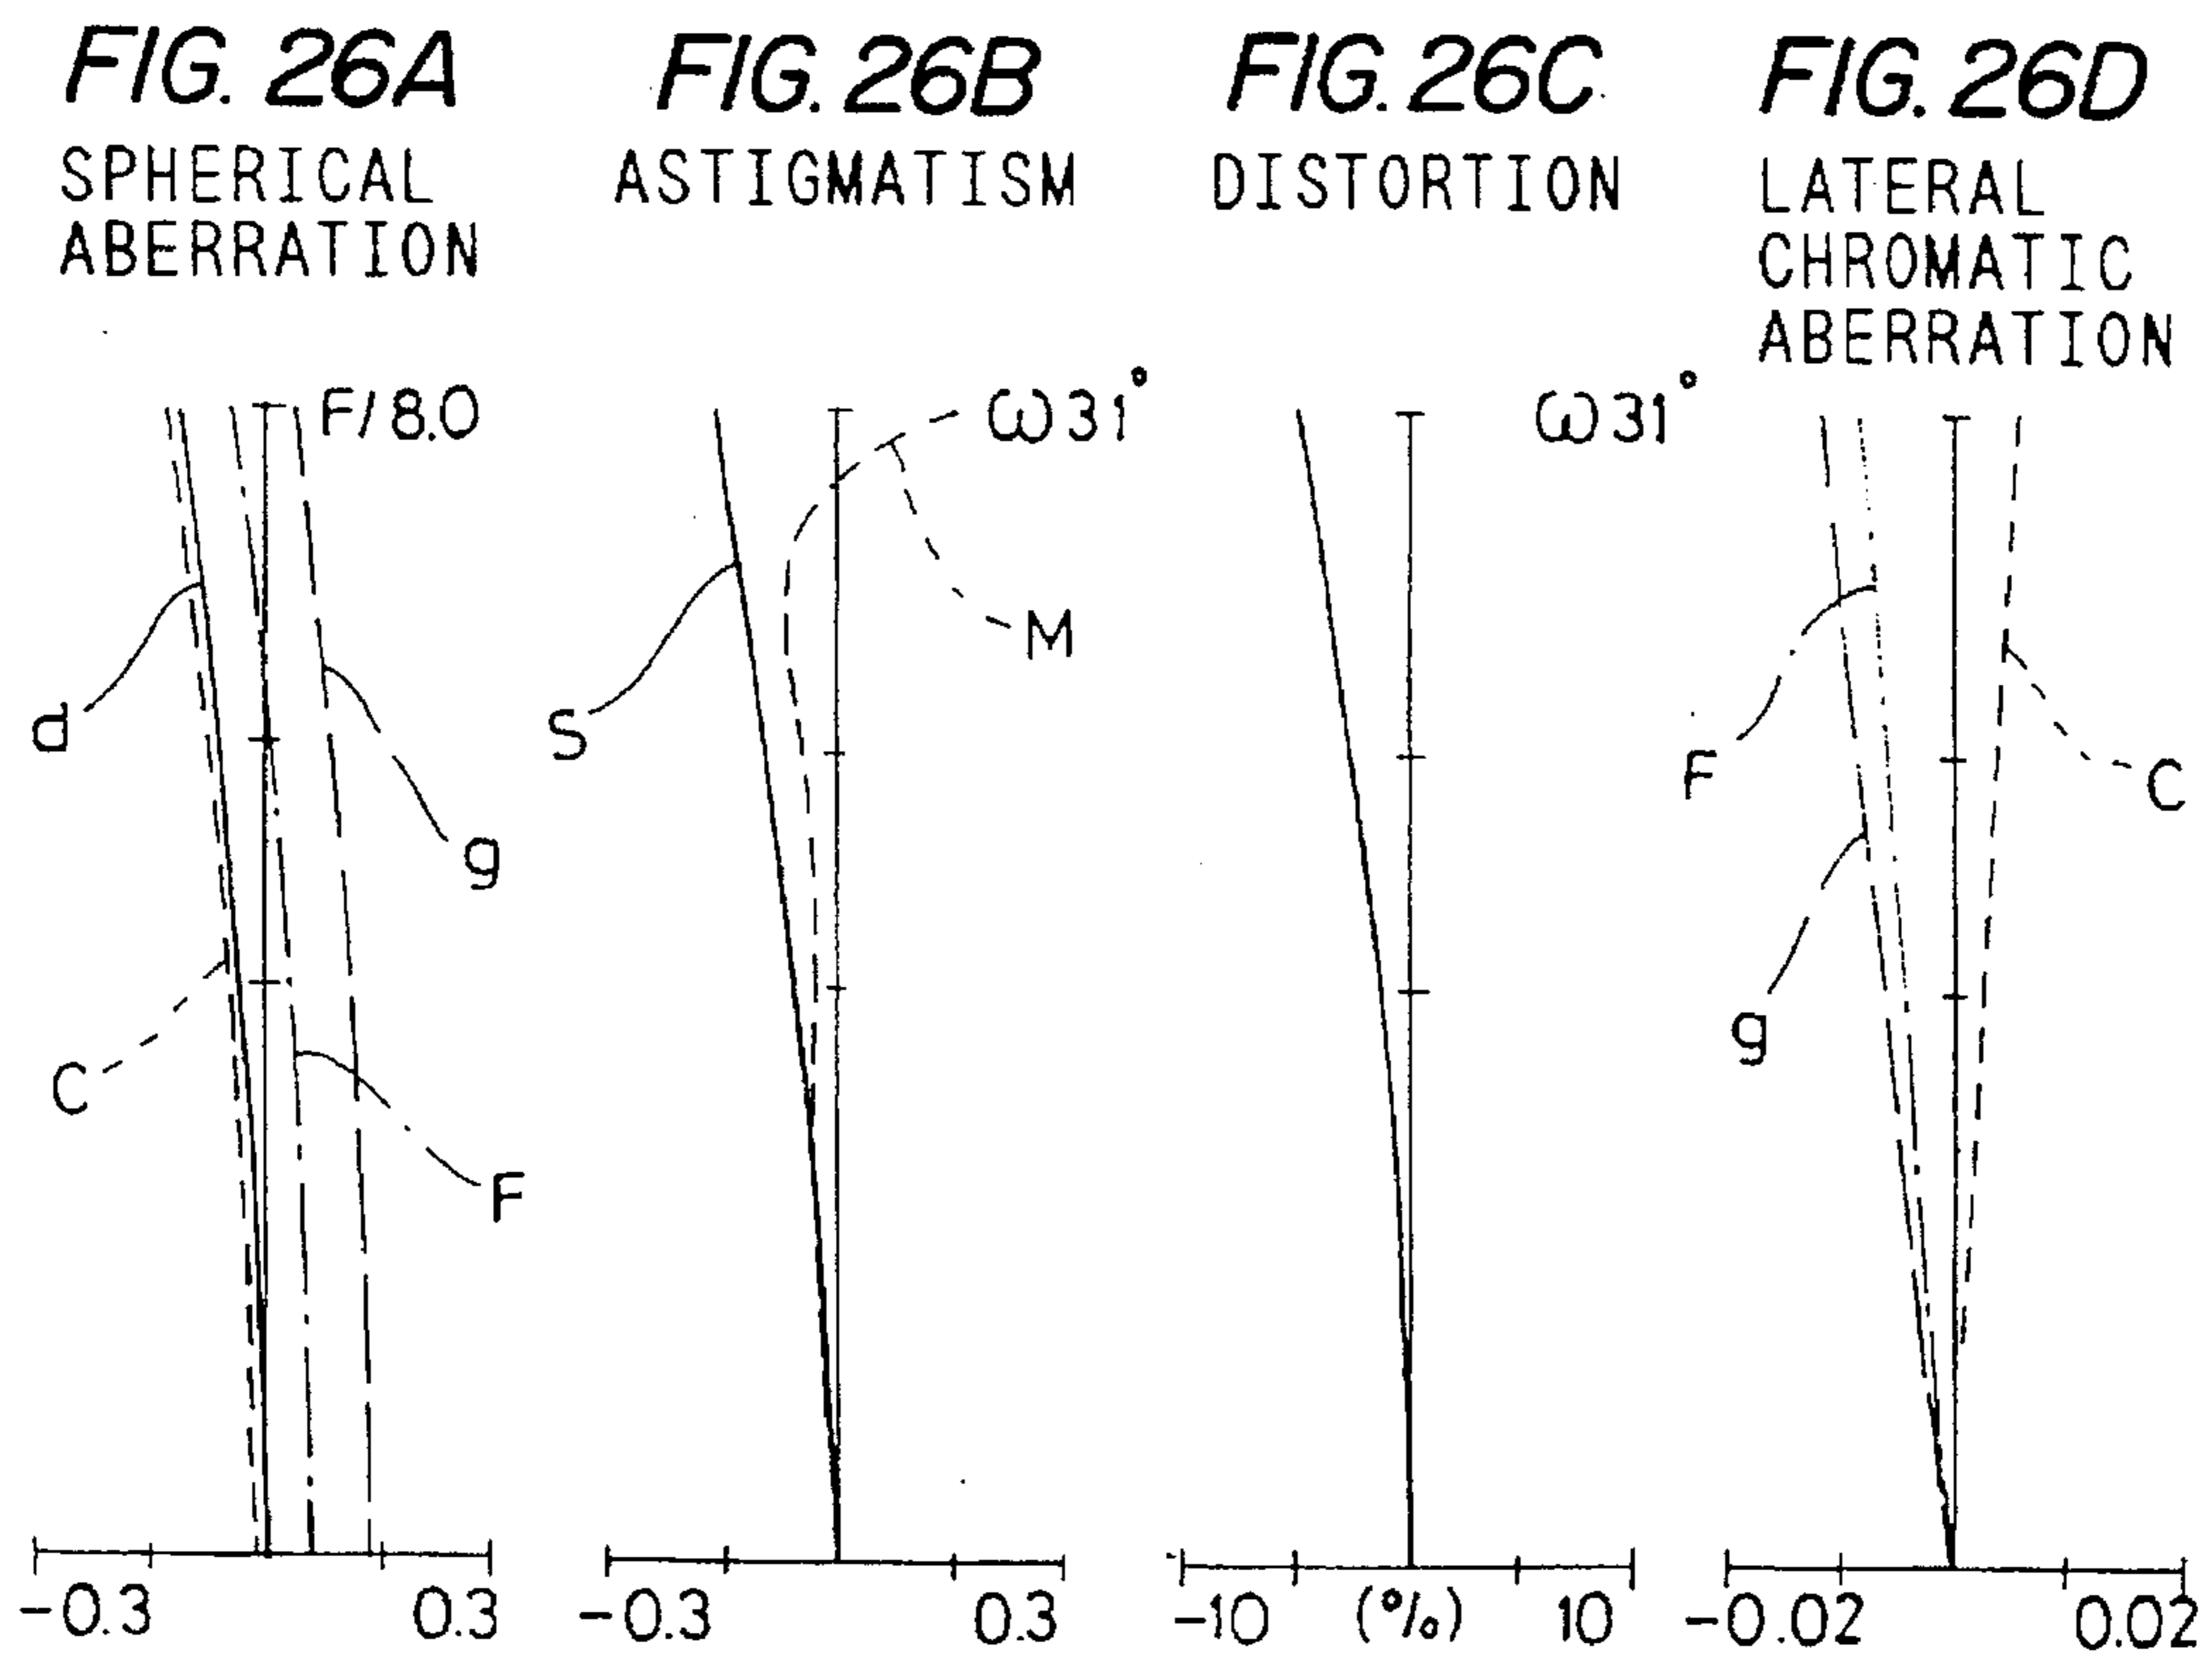 FIG. 26A
SPHERICAL
ABERRATION
F/8.0
d
g
C
F
-0.3
0.3
FIG. 26B
ASTIGMATISM
ω31°
S
M
-0.3
0.3
FIG. 26C
DISTORTION
ω31°
-10
(%)
10
FIG. 26D
LATERAL
CHROMATIC
ABERRATION
F
C
g
-0.02
0.02